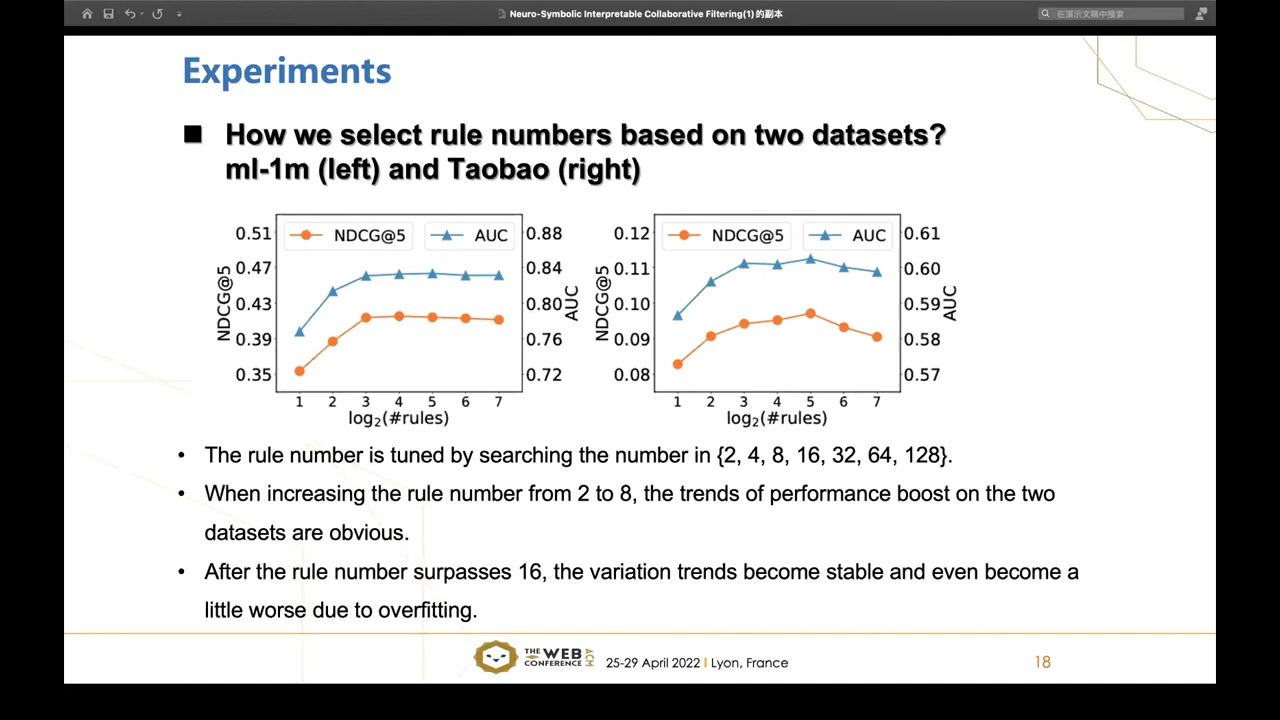 Neuro-Symbolic Interpretable Collaborative Filtering(1)的副本
在演示文稿中搜索
Experiments
■ How we select rule numbers based on two datasets?
ml-1m (left) and Taobao (right)
NDCG@5 AUC
0.51 0.47 0.43 0.39 0.35
NDCG@5
0.88 0.84 0.80 0.76 0.72
AUC
1 2 3 4 5 6 7
log₂(#rules)
NDCG@5 AUC
0.12 0.11 0.10 0.09 0.08
NDCG@5
0.61 0.60 0.59 0.58 0.57
AUC
1 2 3 4 5 6 7
log₂(#rules)
• The rule number is tuned by searching the number in {2, 4, 8, 16, 32, 64, 128}.
• When increasing the rule number from 2 to 8, the trends of performance boost on the two
datasets are obvious.
• After the rule number surpasses 16, the variation trends become stable and even become a
little worse due to overfitting.
THE WEB CONFERENCE ACM
25-29 April 2022 | Lyon, France
18